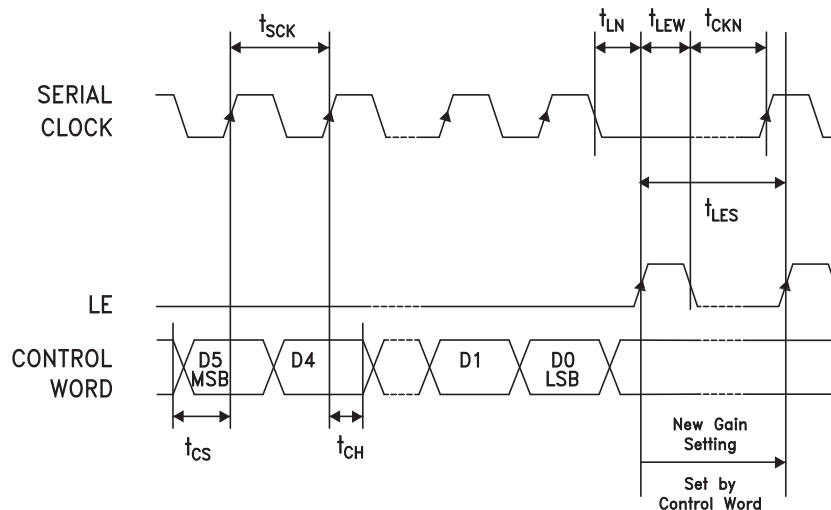 tSCK
tLN
tLEW
tCKN
SERIAL
CLOCK
tLES
LE
CONTROL
WORD
D5
MSB
D4
D1
D0
LSB
tCS
tCH
New Gain
Setting
Set by
Control Word